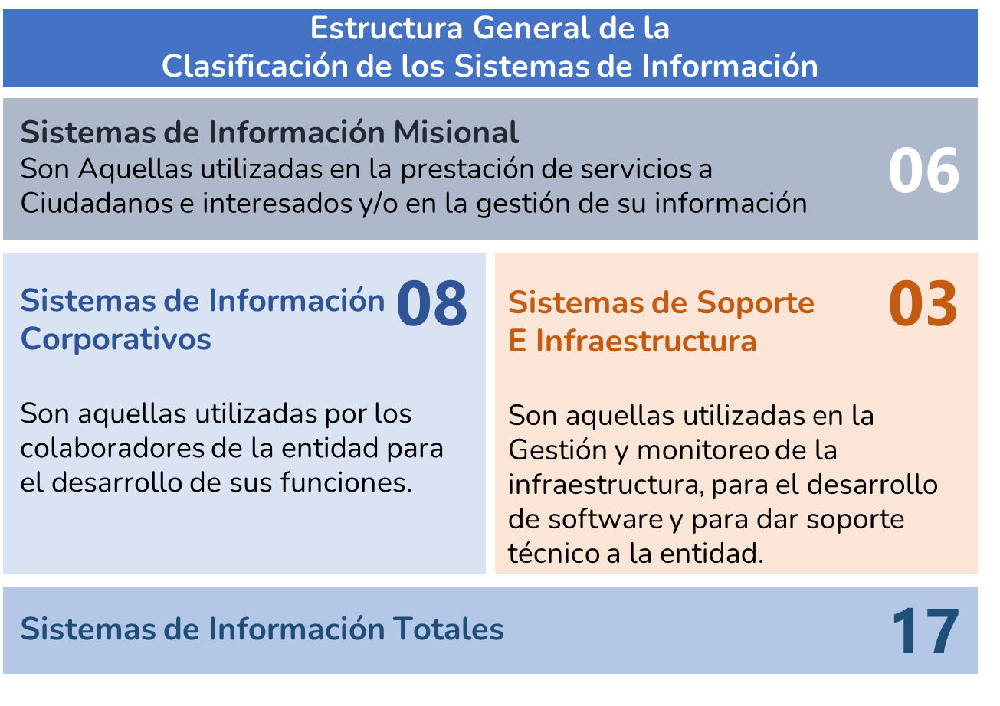 Estructura General de la
Clasificación de los Sistemas de Información
Sistemas de Información Misional
Son Aquellas utilizadas en la prestación de servicios a
Ciudadanos e interesados y/o en la gestión de su información
06
Sistemas de Información
Corporativos
08
Son aquellas utilizadas por los
colaboradores de la entidad para
el desarrollo de sus funciones.
Sistemas de Soporte
E Infraestructura
03
Son aquellas utilizadas en la
Gestión y monitoreo de la
infraestructura, para el desarrollo
de software y para dar soporte
técnico a la entidad.
Sistemas de Información Totales
17